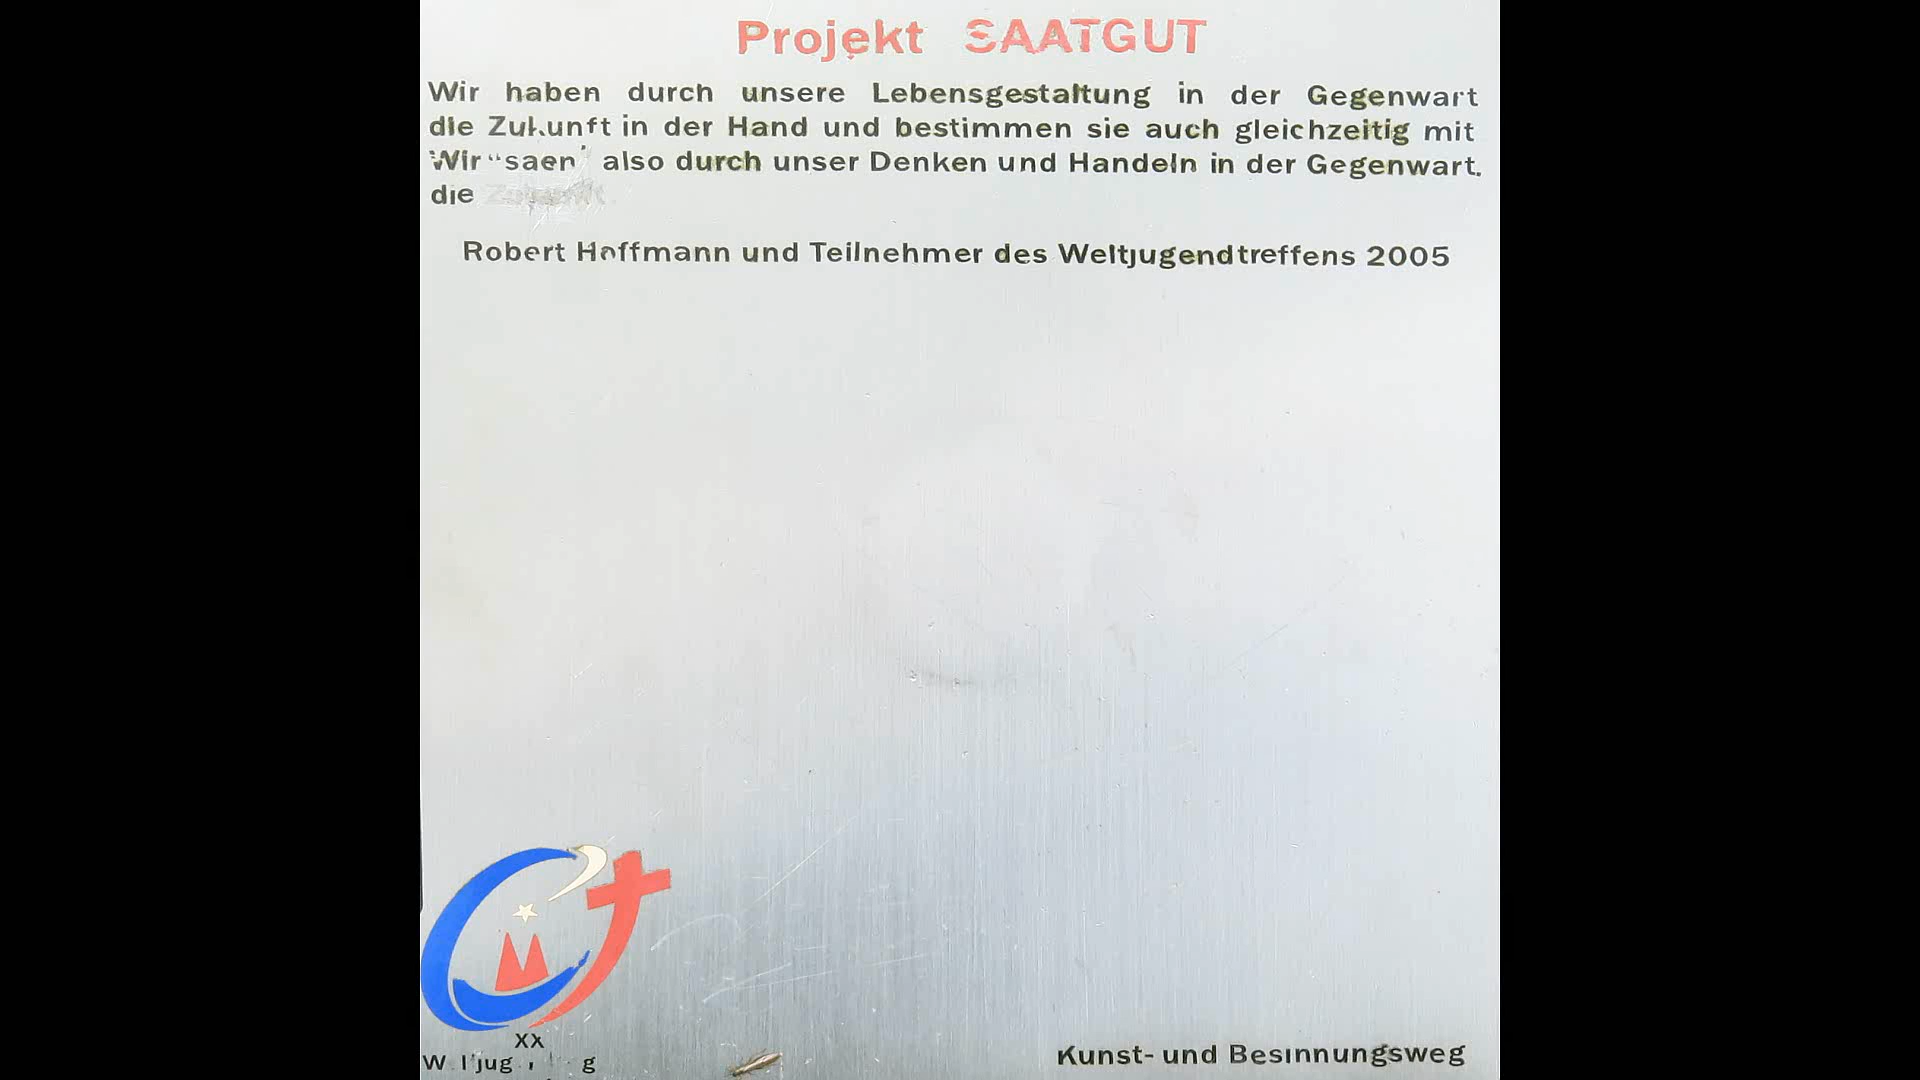 Projekt SAATGUT
Wir haben durch unsere Lebensgestaltung in der Gegenwart
die Zukunft in der Hand und bestimmen sie auch gleichzeitig mit
Wir "saen" also durch unser Denken und Handeln in der Gegenwart.
die Zukunft.
Robert Hoffmann und Teilnehmer des Weltjugendtreffens 2005
XX
Kunst- und Besinnungsweg